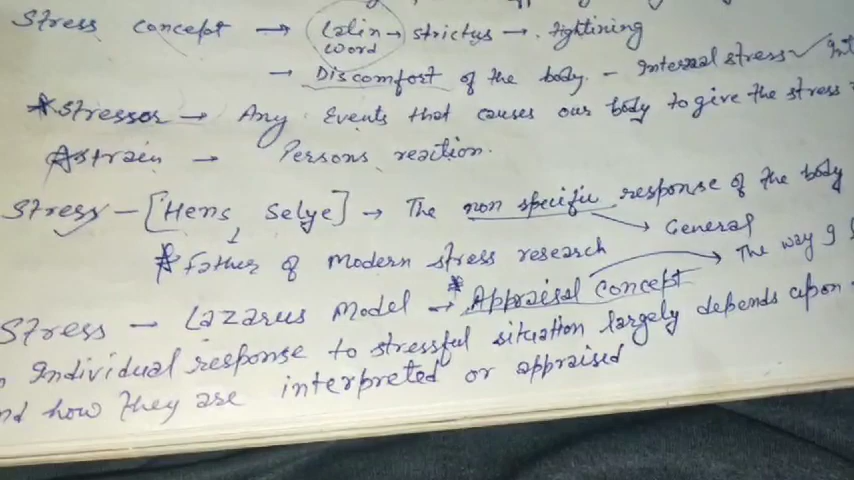 Stress concept → Latin word → strictus → tightining
→ Discomfort of the body - Internal stress
*Stressor → Any Events that causes our body to give the stress
*Strain → Persons reaction.
Stress - [Hens Selye] → The non specific response of the body
→ General
* Father of modern stress research
Stress - Lazarus Model → * Appraisal concept → The way I
Individual response to stressful situation largely depends upon
and how they are interpreted or appraised